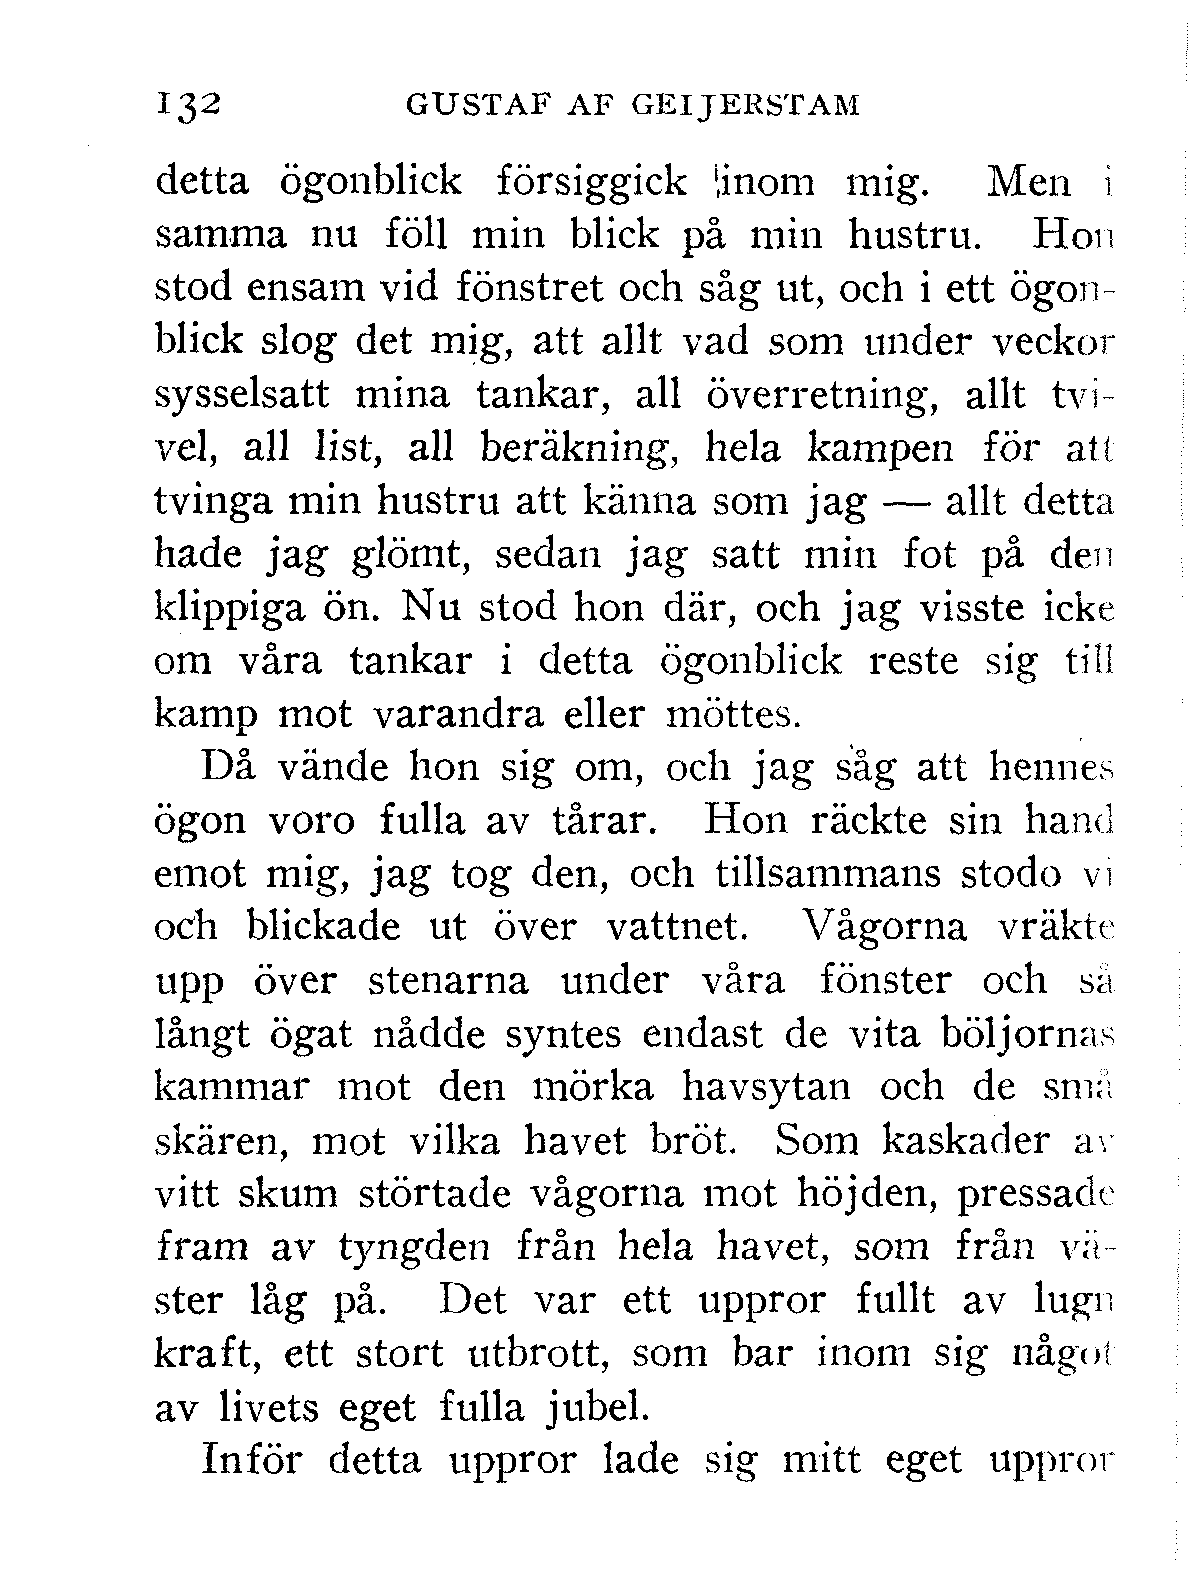 132 GUSTAF AF GEIJERSTAM
detta ögonblick försiggick inom mig. Men i
samma nu föll min blick på min hustru. Hon
stod ensam vid fönstret och såg ut, och i ett ögon-
blick slog det mig, att allt vad som under veckor
sysselsatt mina tankar, all överretning, allt tvi-
vel, all list, all beräkning, hela kampen för att
tvinga min hustru att känna som jag — allt detta
hade jag glömt, sedan jag satt min fot på den
klippiga ön. Nu stod hon där, och jag visste icke
om våra tankar i detta ögonblick reste sig till
kamp mot varandra eller möttes.
Då vände hon sig om, och jag såg att hennes
ögon voro fulla av tårar. Hon räckte sin hand
emot mig, jag tog den, och tillsammans stodo vi
och blickade ut över vattnet. Vågorna vräkte
upp över stenarna under våra fönster och så
långt ögat nådde syntes endast de vita böljornas
kammar mot den mörka havsytan och de små
skären, mot vilka havet bröt. Som kaskader av
vitt skum störtade vågorna mot höjden, pressade
fram av tyngden från hela havet, som från vä-
ster låg på. Det var ett uppror fullt av lugn
kraft, ett stort utbrott, som bar inom sig något
av livets eget fulla jubel.
Inför detta uppror lade sig mitt eget uppror